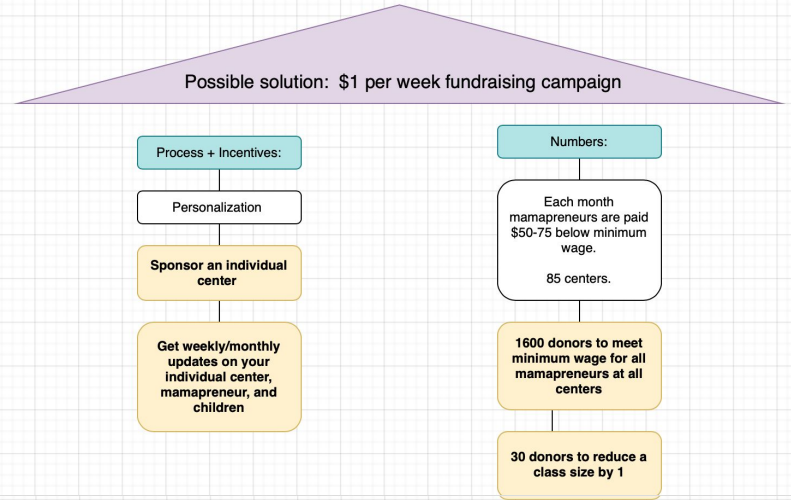 Possible solution:  $1 per week fundraising campaign
Process + Incentives:
Personalization
Sponsor an individual
center
Get weekly/monthly
updates on your
individual center,
mamapreneur, and
children
Numbers:
Each month
mamapreneurs are paid
$50-75 below minimum
wage.
85 centers.
1600 donors to meet
minimum wage for all
mamapreneurs at all
centers
30 donors to reduce a
class size by 1